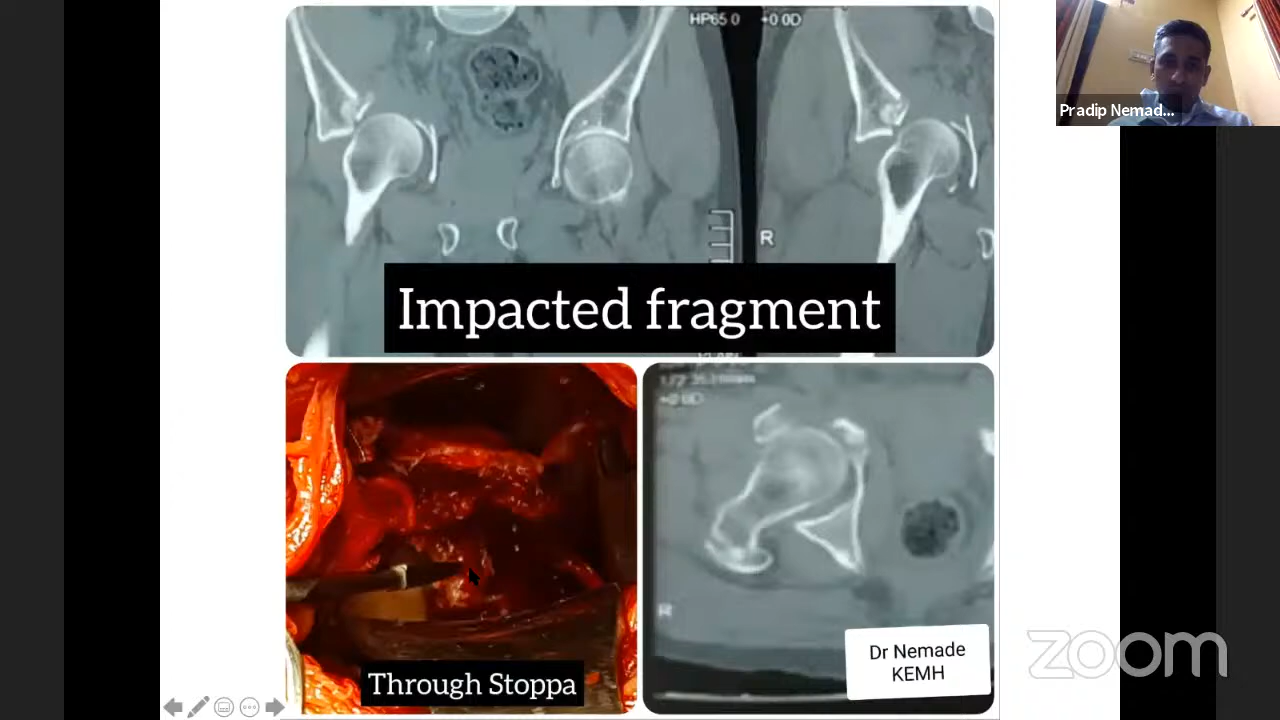 HP65 0 +0 0D
Pradip Nemad...
R
Impacted fragment
R
Through Stoppa
Dr Nemade
KEMH
zoom